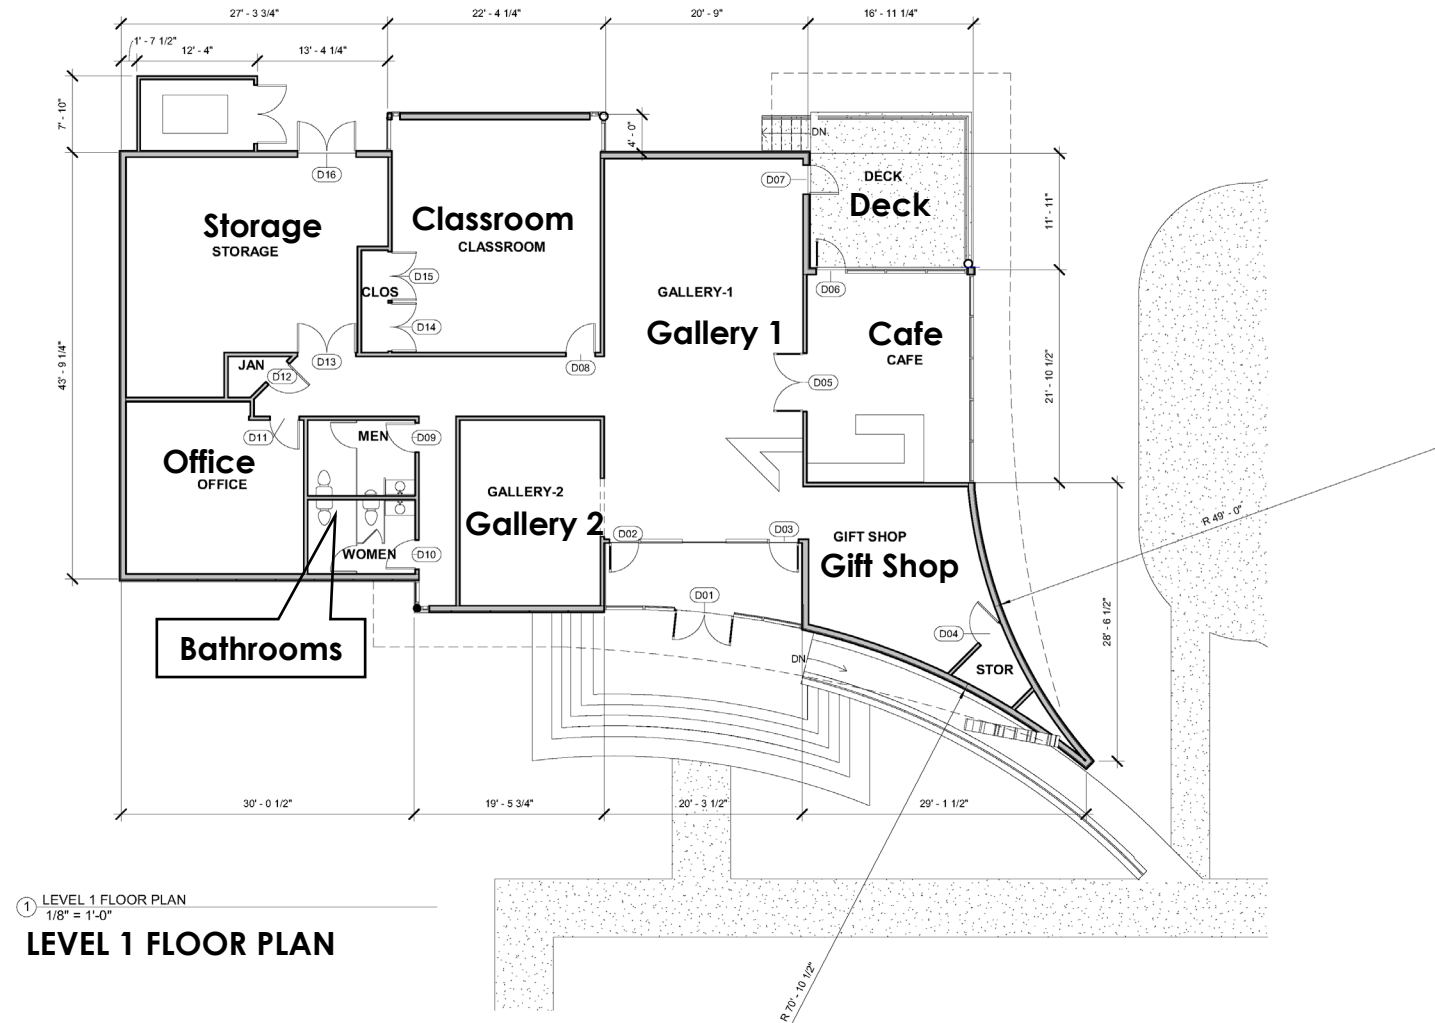 27' - 3 3/4"
22' - 4 1/4"
20' - 9"
16' - 11 1/4"
1' - 7 1/2"
12' - 4"
13' - 4 1/4"
7' - 10"
4' - 0"
DN
D16
D07
DECK
Deck
11' - 11"
Storage
STORAGE
Classroom
CLASSROOM
D15
CLOS
D14
GALLERY-1
Gallery 1
D06
Cafe
CAFE
43' - 9 1/4"
JAN
D12
D13
D08
D05
21' - 10 1/2"
D11
MEN
D09
Office
OFFICE
GALLERY-2
Gallery 2
D02
D03
GIFT SHOP
Gift Shop
R 49' - 0"
WOMEN
D10
D01
D04
28' - 6 1/2"
Bathrooms
DN
STOR
30' - 0 1/2"
19' - 5 3/4"
20' - 3 1/2"
29' - 1 1/2"
R 70' - 10 1/2"
1
LEVEL 1 FLOOR PLAN
1/8" = 1'-0"
LEVEL 1 FLOOR PLAN